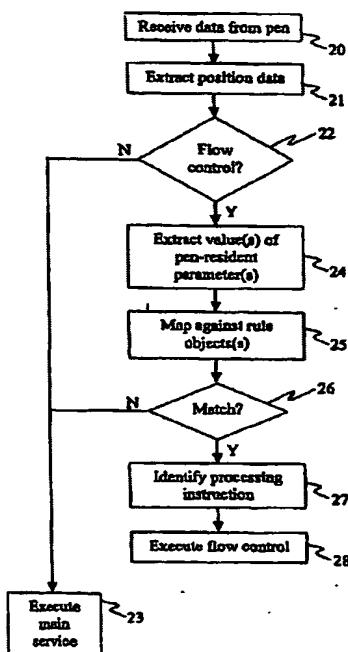 Receive data from pen
20
Extract position data
21
22
N
Flow
control?
Y
Extract value(s) of
pen-resident
parameter(s)
24
Map against rule
objects(s)
25
26
N
Match?
Y
Identify processing
instruction
27
Execute flow control
28
Execute
main
service
23